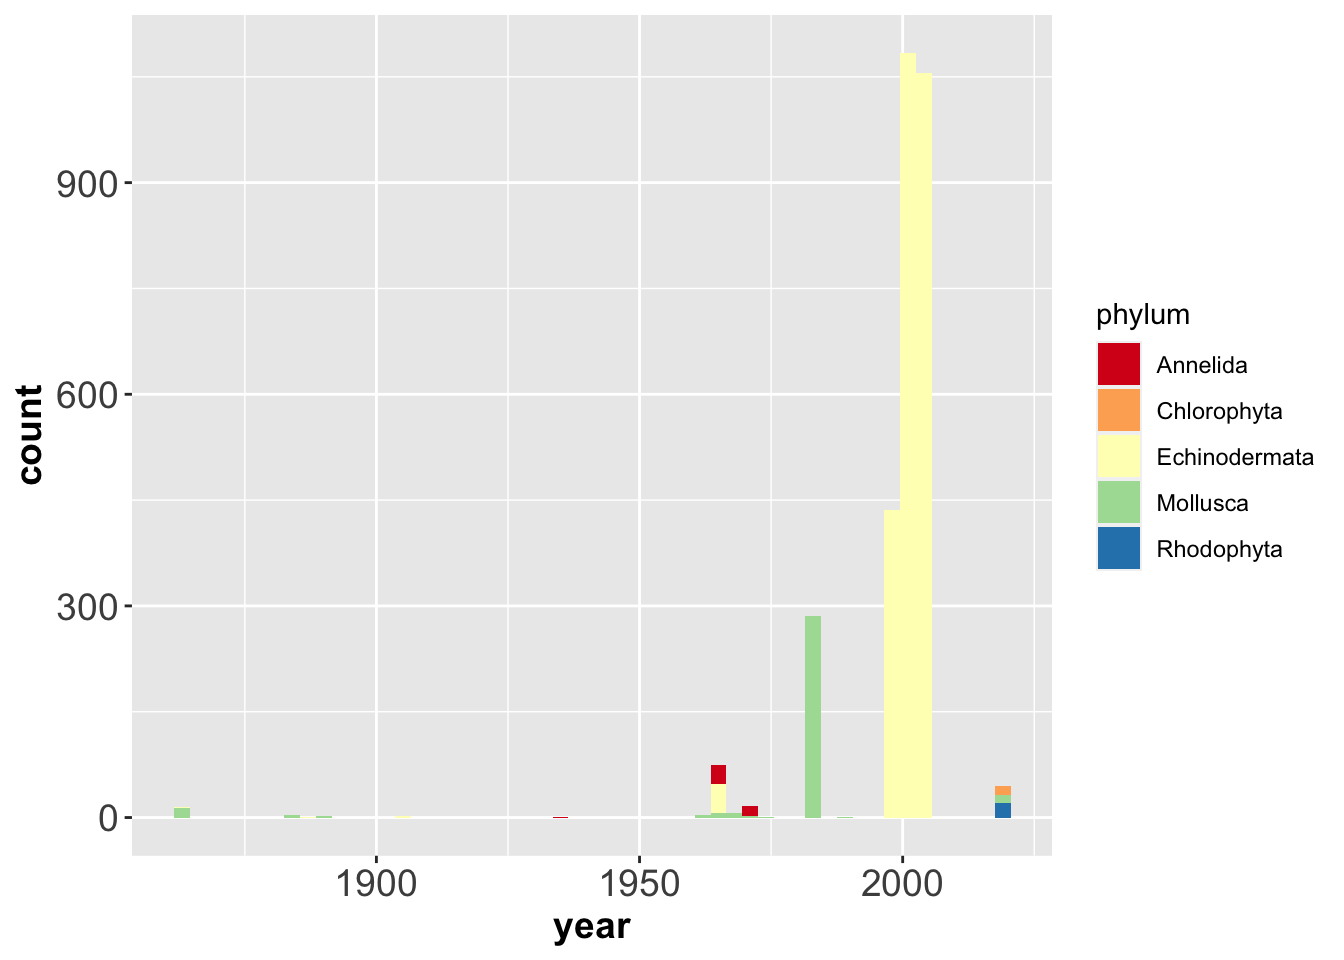 900
600
300
0
count
1900
1950
2000
year
phylum
Annelida
Chlorophyta
Echinodermata
Mollusca
Rhodophyta